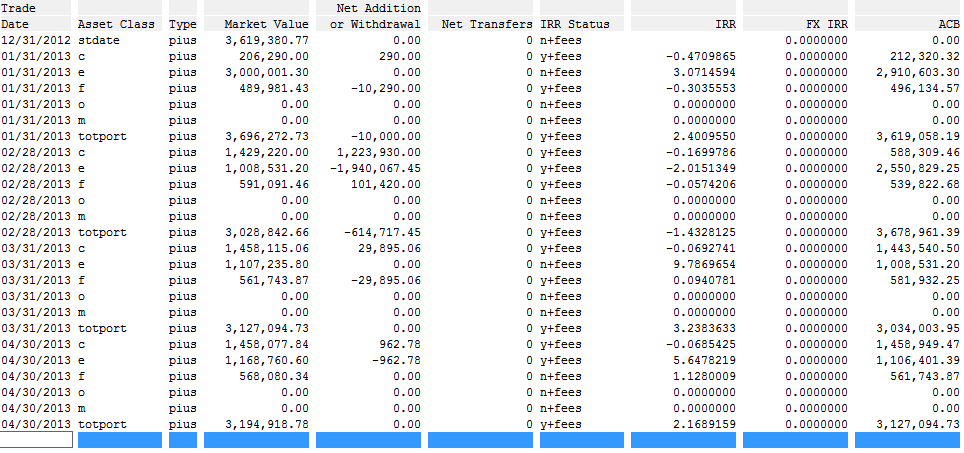 Trade Net Addition
Date Asset Class Type Market Value or Withdrawal Net Transfers IRR Status IRR FX IRR ACB
12/31/2012 stdate pius 3,619,380.77 0.00 0 n+fees 0.0000000 0.00
01/31/2013 c pius 206,290.00 290.00 0 y+fees -0.4709865 0.0000000 212,320.32
01/31/2013 e pius 3,000,001.30 0.00 0 n+fees 3.0714594 0.0000000 2,910,603.30
01/31/2013 f pius 489,981.43 -10,290.00 0 y+fees -0.3035553 0.0000000 496,134.57
01/31/2013 o pius 0.00 0.00 0 n+fees 0.0000000 0.0000000 0.00
01/31/2013 m pius 0.00 0.00 0 n+fees 0.0000000 0.0000000 0.00
01/31/2013 totport pius 3,696,272.73 -10,000.00 0 y+fees 2.4009550 0.0000000 3,619,058.19
02/28/2013 c pius 1,429,220.00 1,223,930.00 0 y+fees -0.1699786 0.0000000 588,309.46
02/28/2013 e pius 1,008,531.20 -1,940,067.45 0 y+fees -2.0151349 0.0000000 2,550,829.25
02/28/2013 f pius 591,091.46 101,420.00 0 y+fees -0.0574206 0.0000000 539,822.68
02/28/2013 o pius 0.00 0.00 0 n+fees 0.0000000 0.0000000 0.00
02/28/2013 m pius 0.00 0.00 0 n+fees 0.0000000 0.0000000 0.00
02/28/2013 totport pius 3,028,842.66 -614,717.45 0 y+fees -1.4328125 0.0000000 3,678,961.39
03/31/2013 c pius 1,458,115.06 29,895.06 0 y+fees -0.0692741 0.0000000 1,443,540.50
03/31/2013 e pius 1,107,235.80 0.00 0 n+fees 9.7869654 0.0000000 1,008,531.20
03/31/2013 f pius 561,743.87 -29,895.06 0 y+fees 0.0940781 0.0000000 581,932.25
03/31/2013 o pius 0.00 0.00 0 n+fees 0.0000000 0.0000000 0.00
03/31/2013 m pius 0.00 0.00 0 n+fees 0.0000000 0.0000000 0.00
03/31/2013 totport pius 3,127,094.73 0.00 0 y+fees 3.2383633 0.0000000 3,034,003.95
04/30/2013 c pius 1,458,077.84 962.78 0 y+fees -0.0685425 0.0000000 1,458,949.47
04/30/2013 e pius 1,168,760.60 -962.78 0 y+fees 5.6478219 0.0000000 1,106,401.39
04/30/2013 f pius 568,080.34 0.00 0 n+fees 1.1280009 0.0000000 561,743.87
04/30/2013 o pius 0.00 0.00 0 n+fees 0.0000000 0.0000000 0.00
04/30/2013 m pius 0.00 0.00 0 n+fees 0.0000000 0.0000000 0.00
04/30/2013 totport pius 3,194,918.78 0.00 0 y+fees 2.1689159 0.0000000 3,127,094.73